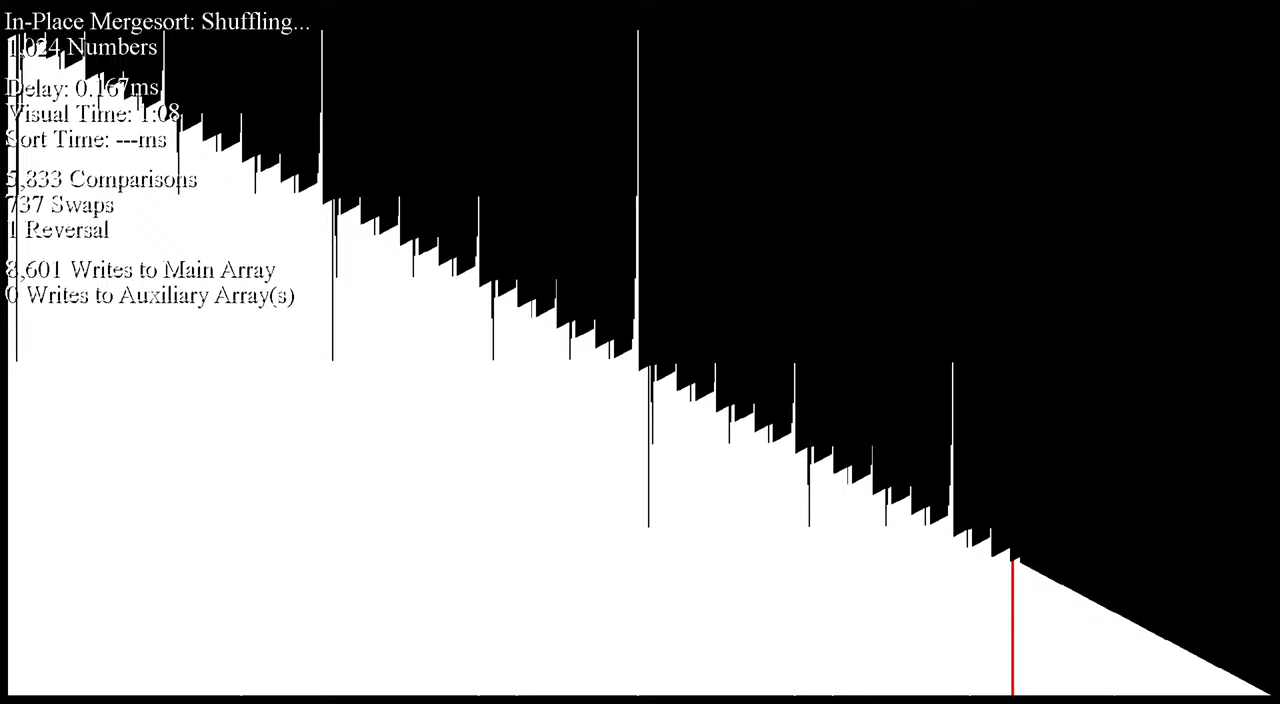 In-Place Mergesort: Shuffling...
1,024 Numbers
Delay: 0.167ms
Visual Time: 1:08
Sort Time: ---ms
5,833 Comparisons
737 Swaps
1 Reversal
8,601 Writes to Main Array
0 Writes to Auxiliary Array(s)